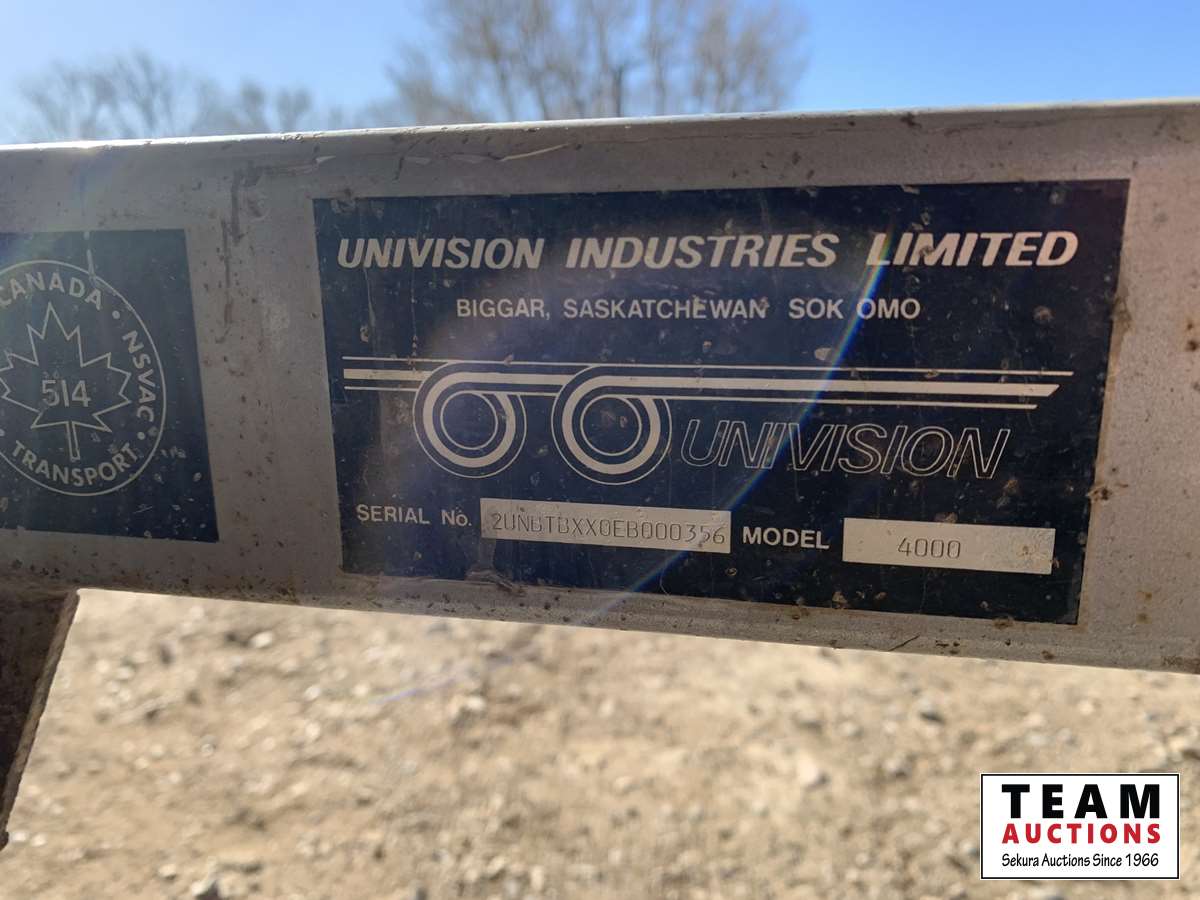 UNIVISION INDUSTRIES LIMITED
BIGGAR, SASKATCHEWAN SOK OMO
UNIVISION
SERIAL No. 2UNBTBXX0EB000356 MODEL 4000
CANADA · NSVAC ·
514
TRANSPORT
TEAM
AUCTIONS
Sekura Auctions Since 1966